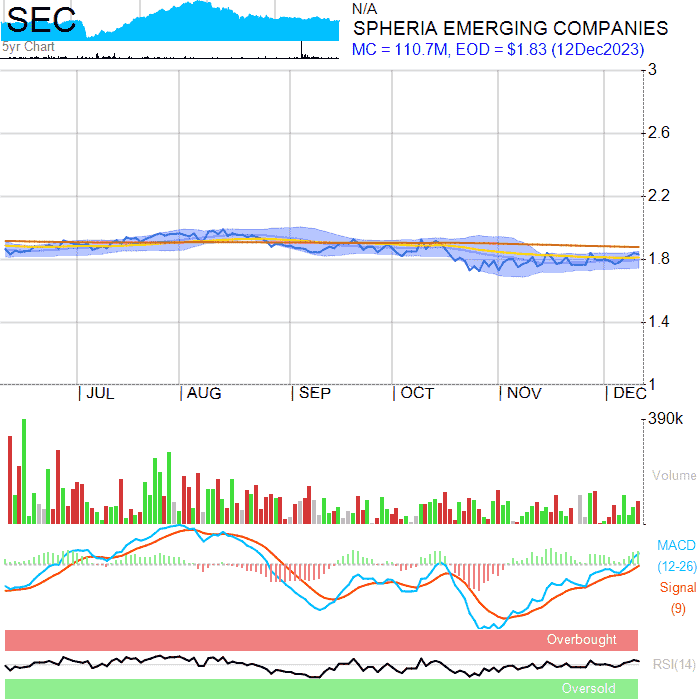 SEC
5yr Chart
N/A
SPHERIA EMERGING COMPANIES
MC = 110.7M, EOD = $1.83 (12Dec2023)
3
2.6
2.2
1.8
1.4
1
| JUL | AUG | SEP | OCT | NOV | DEC
390k
Volume
MACD
(12-26)
Signal
(9)
Overbought
RSI(14)
Oversold